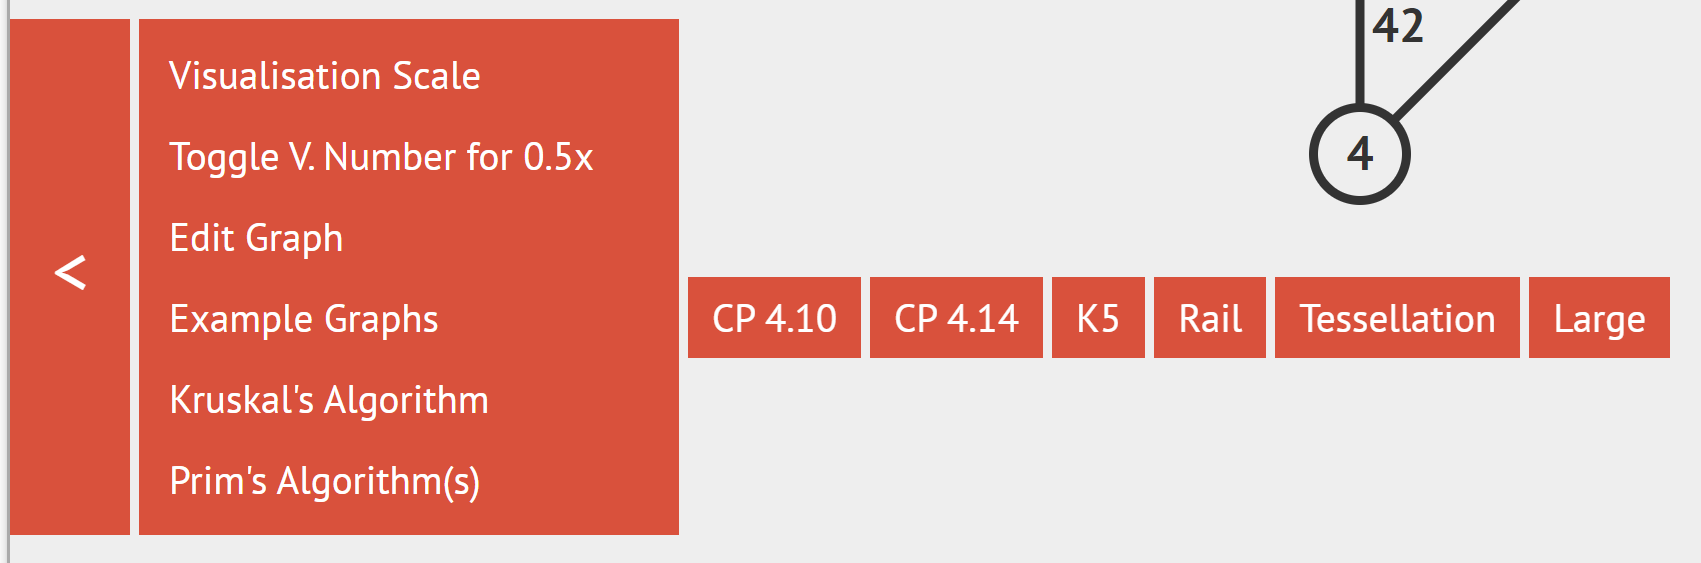 42
4
<
Visualisation Scale
Toggle V. Number for 0.5x
Edit Graph
Example Graphs
CP 4.10 CP 4.14 K5 Rail Tessellation Large
Kruskal's Algorithm
Prim's Algorithm(s)